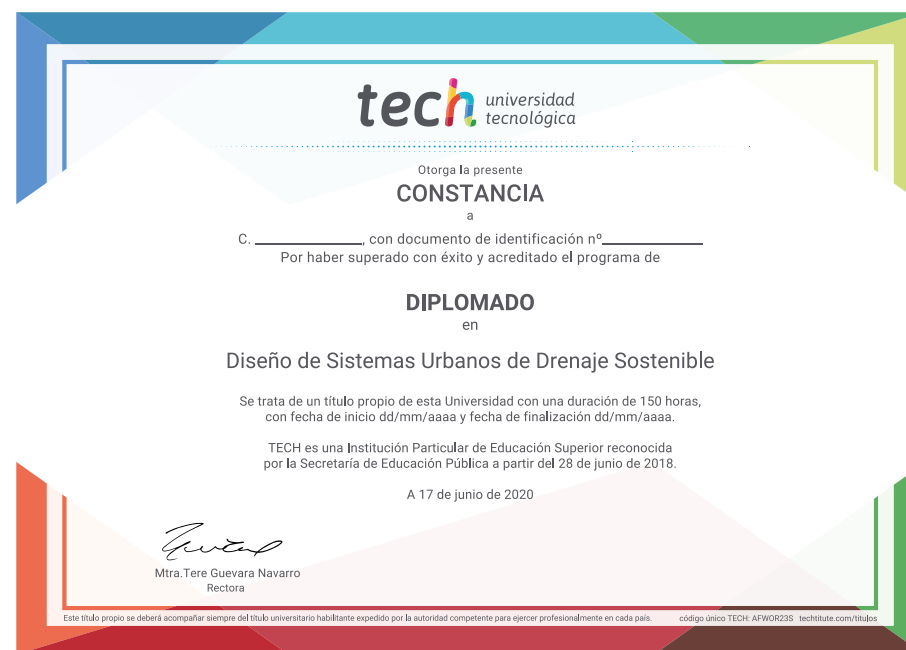 tech universidad
tecnológica
Otorga la presente
CONSTANCIA
a
C. ____________, con documento de identificación nº____________
Por haber superado con éxito y acreditado el programa de
DIPLOMADO
en
Diseño de Sistemas Urbanos de Drenaje Sostenible
Se trata de un título propio de esta Universidad con una duración de 150 horas,
con fecha de inicio dd/mm/aaaa y fecha de finalización dd/mm/aaaa.
TECH es una Institución Particular de Educación Superior reconocida
por la Secretaría de Educación Pública a partir del 28 de junio de 2018.
A 17 de junio de 2020
Mtra.Tere Guevara Navarro
Rectora
Este título propio se deberá acompañar siempre del título universitario habilitante expedido por la autoridad competente para ejercer profesionalmente en cada país. código único TECH: AFWOR23S techtitute.com/titulos